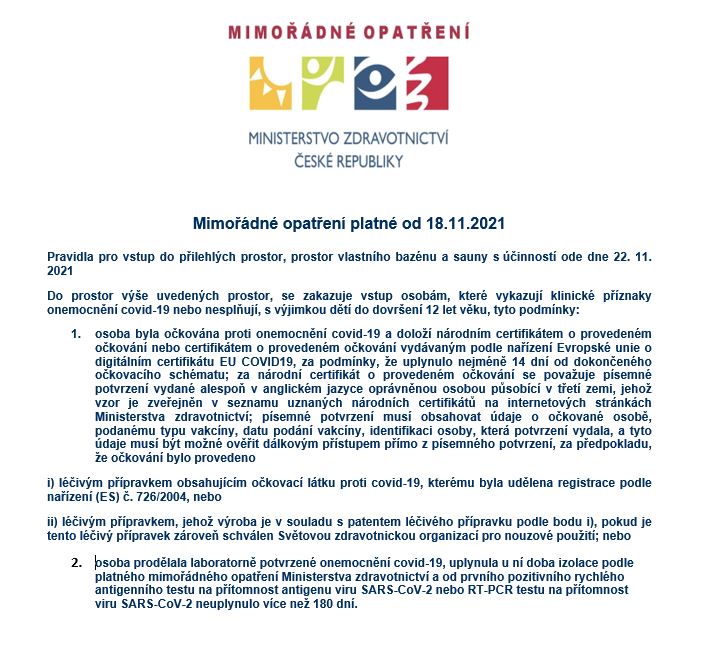 MIMOŘÁDNÉ OPATŘENÍ
MINISTERSTVO ZDRAVOTNICTVÍ
ČESKÉ REPUBLIKY
Mimořádné opatření platné od 18.11.2021
Pravidla pro vstup do přilehlých prostor, prostor vlastního bazénu a sauny s účinností ode dne 22. 11.
2021
Do prostor výše uvedených prostor, se zakazuje vstup osobám, které vykazují klinické příznaky
onemocnění covid-19 nebo nesplňují, s výjimkou dětí do dovršení 12 let věku, tyto podmínky:
1. osoba byla očkována proti onemocnění covid-19 a doloží národním certifikátem o provedeném
očkování nebo certifikátem o provedeném očkování vydávaným podle nařízení Evropské unie o
digitálním certifikátu EU COVID19, za podmínky, že uplynulo nejméně 14 dní od dokončeného
očkovacího schématu; za národní certifikát o provedeném očkování se považuje písemné
potvrzení vydané alespoň v anglickém jazyce oprávněnou osobou působící v třetí zemi, jehož
vzor je zveřejněn v seznamu uznaných národních certifikátů na internetových stránkách
Ministerstva zdravotnictví; písemné potvrzení musí obsahovat údaje o očkované osobě,
podanému typu vakcíny, datu podání vakcíny, identifikaci osoby, která potvrzení vydala, a tyto
údaje musí být možné ověřit dálkovým přístupem přímo z písemného potvrzení, za předpokladu,
že očkování bylo provedeno
i) léčivým přípravkem obsahujícím očkovací látku proti covid-19, kterému byla udělena registrace podle
nařízení (ES) č. 726/2004, nebo
ii) léčivým přípravkem, jehož výroba je v souladu s patentem léčivého přípravku podle bodu i), pokud je
tento léčivý přípravek zároveň schválen Světovou zdravotnickou organizací pro nouzové použití; nebo
2. osoba prodělala laboratorně potvrzené onemocnění covid-19, uplynula u ní doba izolace podle
platného mimořádného opatření Ministerstva zdravotnictví a od prvního pozitivního rychlého
antigenního testu na přítomnost antigenu viru SARS-CoV-2 nebo RT-PCR testu na přítomnost
viru SARS-CoV-2 neuplynulo více než 180 dní.